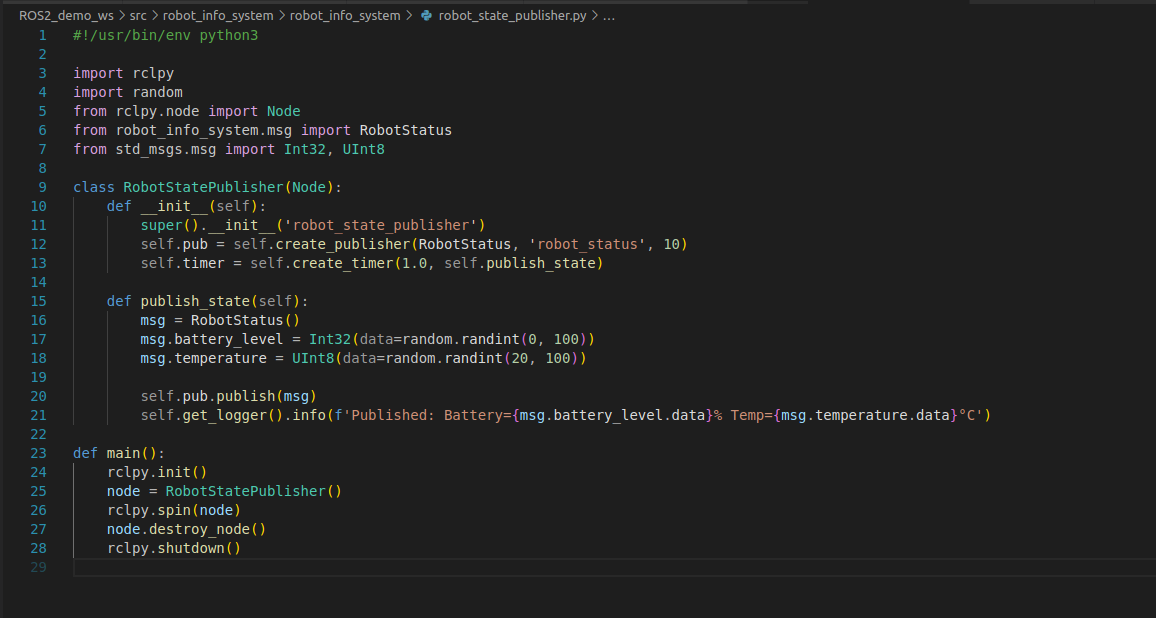 ROS2_demo_ws > src > robot_info_system > robot_info_system > robot_state_publisher.py > ...
1 #!/usr/bin/env python3
2
3 import rclpy
4 import random
5 from rclpy.node import Node
6 from robot_info_system.msg import RobotStatus
7 from std_msgs.msg import Int32, UInt8
8
9 class RobotStatePublisher(Node):
10     def __init__(self):
11         super().__init__('robot_state_publisher')
12         self.pub = self.create_publisher(RobotStatus, 'robot_status', 10)
13         self.timer = self.create_timer(1.0, self.publish_state)
14
15     def publish_state(self):
16         msg = RobotStatus()
17         msg.battery_level = Int32(data=random.randint(0, 100))
18         msg.temperature = UInt8(data=random.randint(20, 100))
19
20         self.pub.publish(msg)
21         self.get_logger().info(f'Published: Battery={msg.battery_level.data}% Temp={msg.temperature.data}°C')
22
23 def main():
24     rclpy.init()
25     node = RobotStatePublisher()
26     rclpy.spin(node)
27     node.destroy_node()
28     rclpy.shutdown()
29